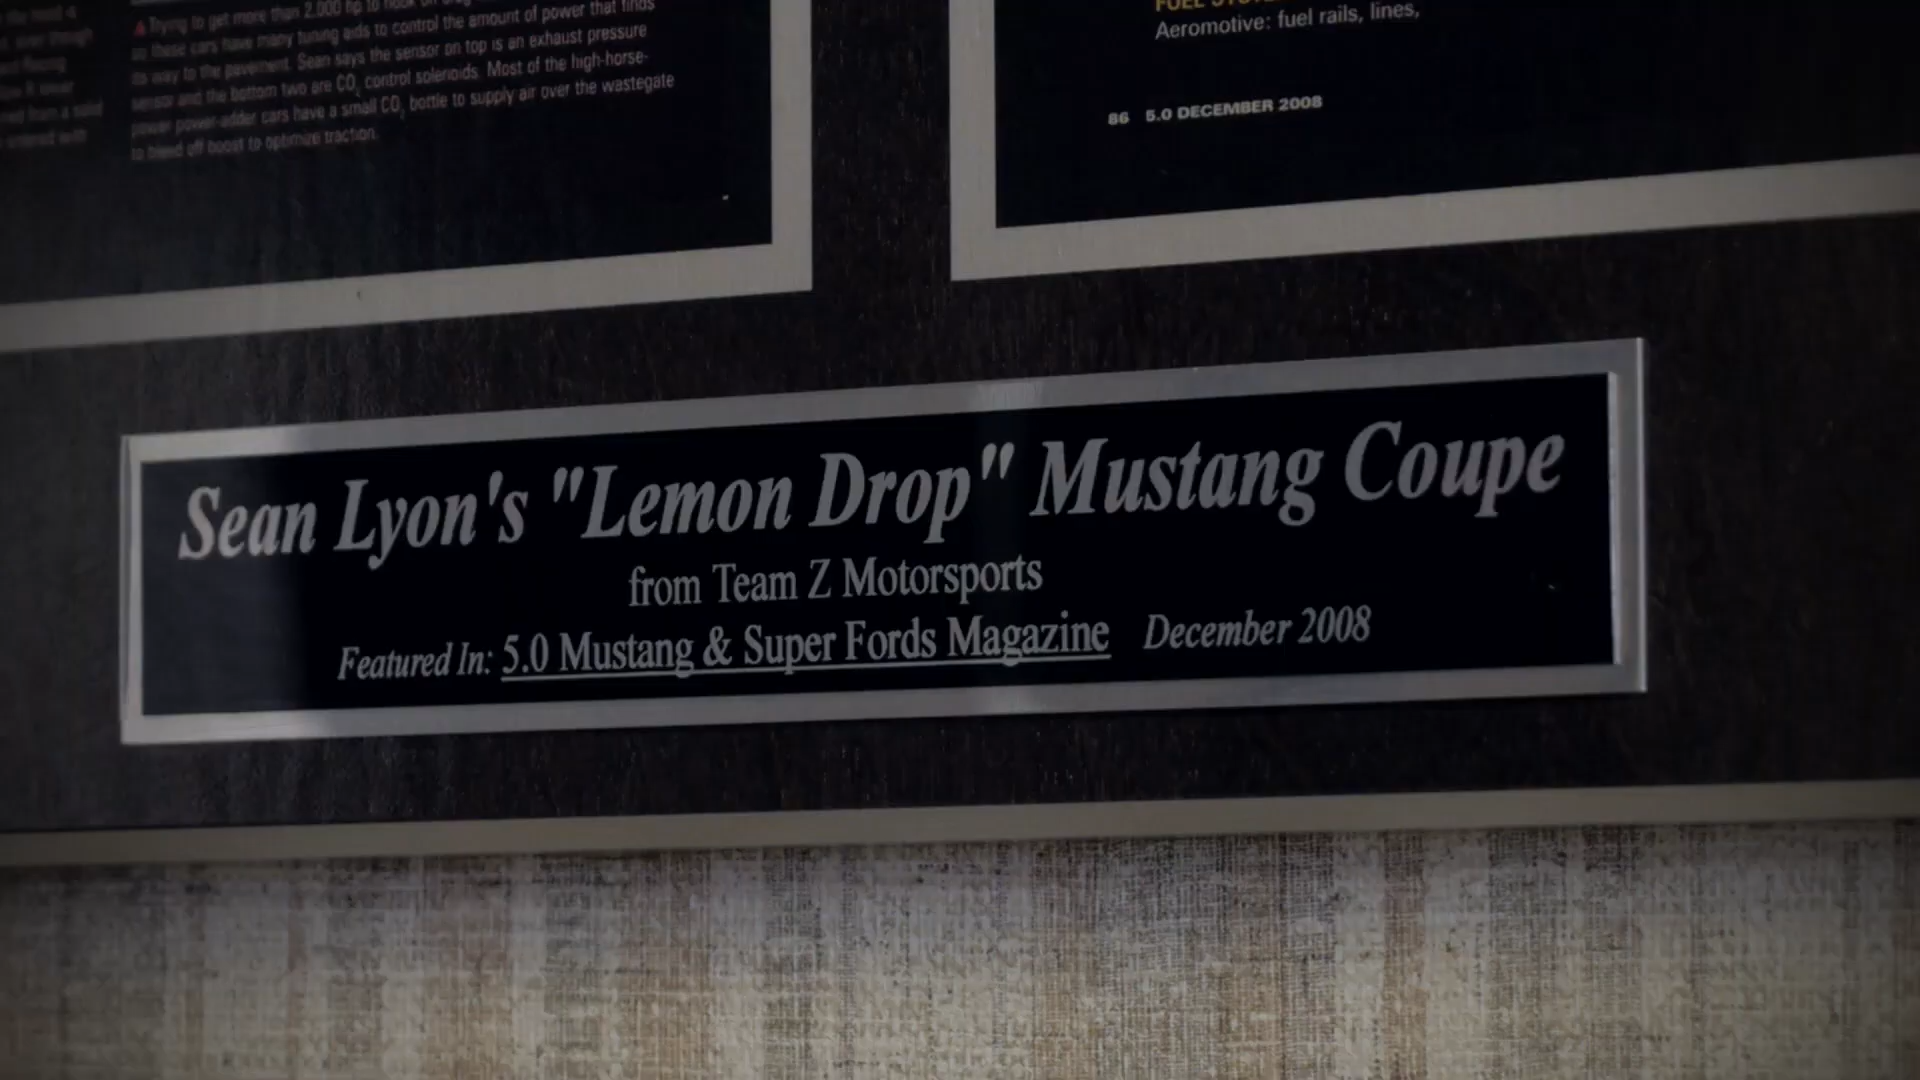 Trying to get more than 2,000 hp to hook on
so these cars have many tuning aids to control the amount of power that finds
its way to the pavement. Sean says the sensor on top is an exhaust pressure
sensor and the bottom two are CO2 control solenoids. Most of the high-horse-
power power-adder cars have a small CO2 bottle to supply air over the wastegate
to bleed off boost to optimize traction.
Aeromotive: fuel rails, lines,
86 5.0 DECEMBER 2008
Sean Lyon's "Lemon Drop" Mustang Coupe
from Team Z Motorsports
Featured In: 5.0 Mustang & Super Fords Magazine December 2008